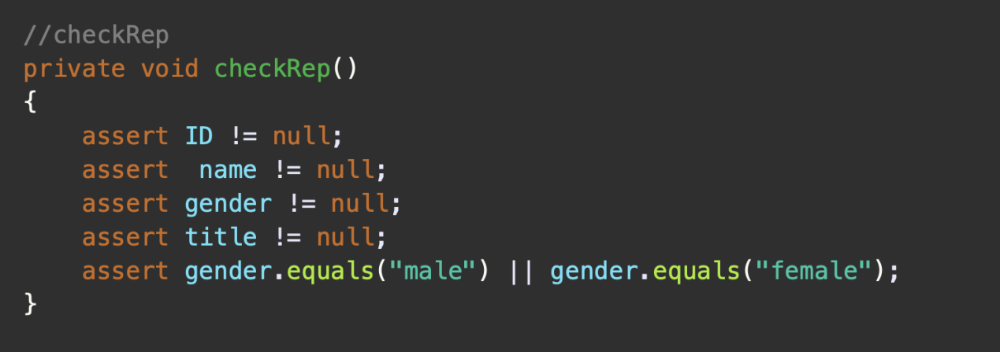 //checkRep
private void checkRep()
{
    assert ID != null;
    assert  name != null;
    assert gender != null;
    assert title != null;
    assert gender.equals("male") || gender.equals("female");
}